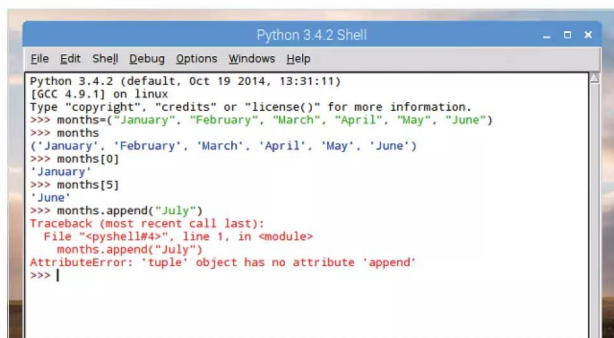 Python 3.4.2 Shell
File Edit Shell Debug Options Windows Help
Python 3.4.2 (default, Oct 19 2014, 13:31:11)
[GCC 4.9.1] on linux
Type "copyright", "credits" or "license()" for more information.
>>> months=("January", "February", "March", "April", "May", "June")
>>> months
('January', 'February', 'March', 'April', 'May', 'June')
>>> months[0]
'January'
>>> months[5]
'June'
>>> months.append("July")
Traceback (most recent call last):
  File "<pyshell#4>", line 1, in <module>
    months.append("July")
AttributeError: 'tuple' object has no attribute 'append'
>>>